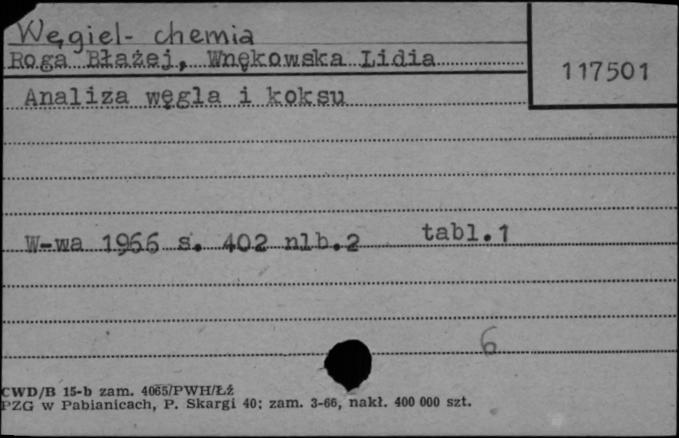 Węgiel- chemia
Roga Błażej, Wnękowska Lidia
117501
Analiza węgla i koksu
W-wa 1966 s. 402 nlb.2 tabl.1
6
CWD/B 15-b zam. 4065/PWH/Łż
PZG w Pabianicach, P. Skargi 40; zam. 3-66, nakł. 400 000 szt.